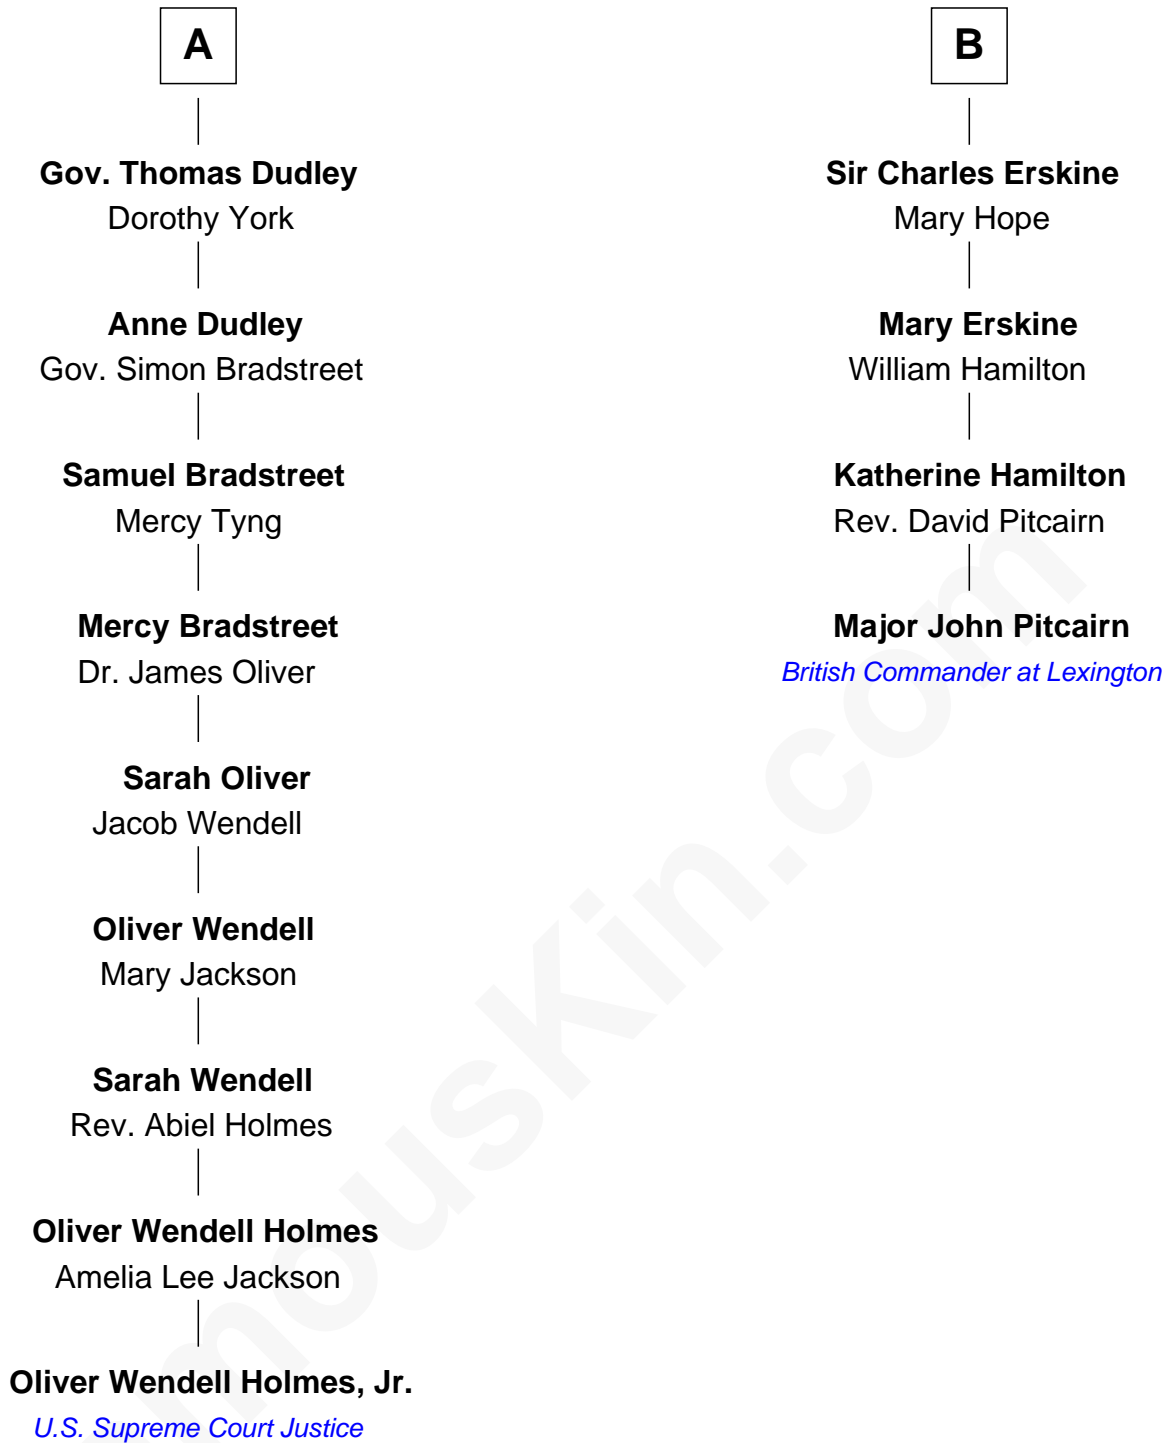 A
Gov. Thomas Dudley
Dorothy York
Anne Dudley
Gov. Simon Bradstreet
Samuel Bradstreet
Mercy Tyng
Mercy Bradstreet
Dr. James Oliver
Sarah Oliver
Jacob Wendell
Oliver Wendell
Mary Jackson
Sarah Wendell
Rev. Abiel Holmes
Oliver Wendell Holmes
Amelia Lee Jackson
Oliver Wendell Holmes, Jr.
U.S. Supreme Court Justice
B
Sir Charles Erskine
Mary Hope
Mary Erskine
William Hamilton
Katherine Hamilton
Rev. David Pitcairn
Major John Pitcairn
British Commander at Lexington
mouskin.com